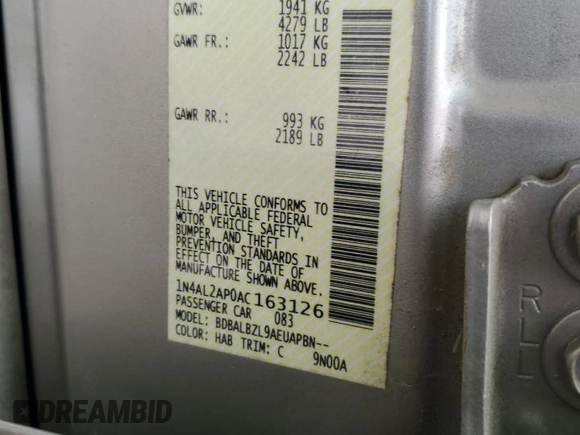 GVWR: 1941 KG
4279 LB
GAWR FR.: 1017 KG
2242 LB
GAWR RR.: 993 KG
2189 LB
THIS VEHICLE CONFORMS TO
ALL APPLICABLE FEDERAL
MOTOR VEHICLE SAFETY,
BUMPER, AND THEFT
PREVENTION STANDARDS IN
EFFECT ON THE DATE OF
MANUFACTURE SHOWN ABOVE.
1N4AL2AP0AC163126
PASSENGER CAR 083
MODEL: BDBALBZL9AEUAPBN--
COLOR: HAB TRIM: C 9N00A
RLL
DREAMBID